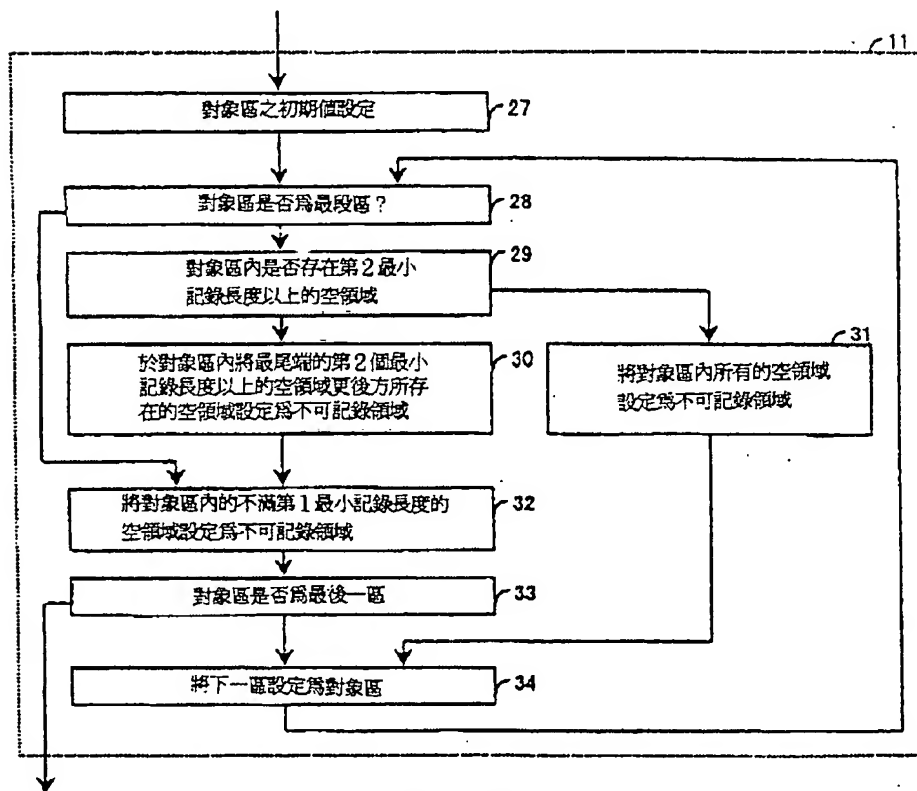 11
對象區之初期值設定
27
對象區是否爲最段區？
28
對象區內是否存在第2最小
記錄長度以上的空領域
29
於對象區內將最尾端的第2個最小
記錄長度以上的空領域更後方所存
在的空領域設定爲不可記錄領域
30
將對象區內所有的空領域
設定爲不可記錄領域
31
將對象區內的不滿第1最小記錄長度的
空領域設定爲不可記錄領域
32
對象區是否爲最後一區
33
將下一區設定爲對象區
34